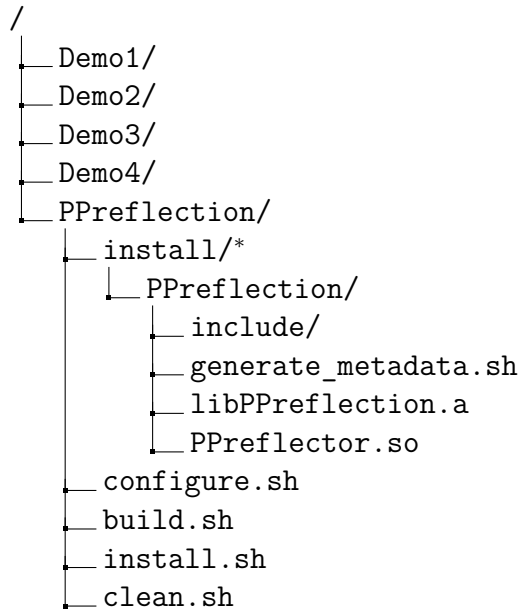 /
Demo1/
Demo2/
Demo3/
Demo4/
PPreflection/
install/*
PPreflection/
include/
generate_metadata.sh
libPPreflection.a
PPreflector.so
configure.sh
build.sh
install.sh
clean.sh